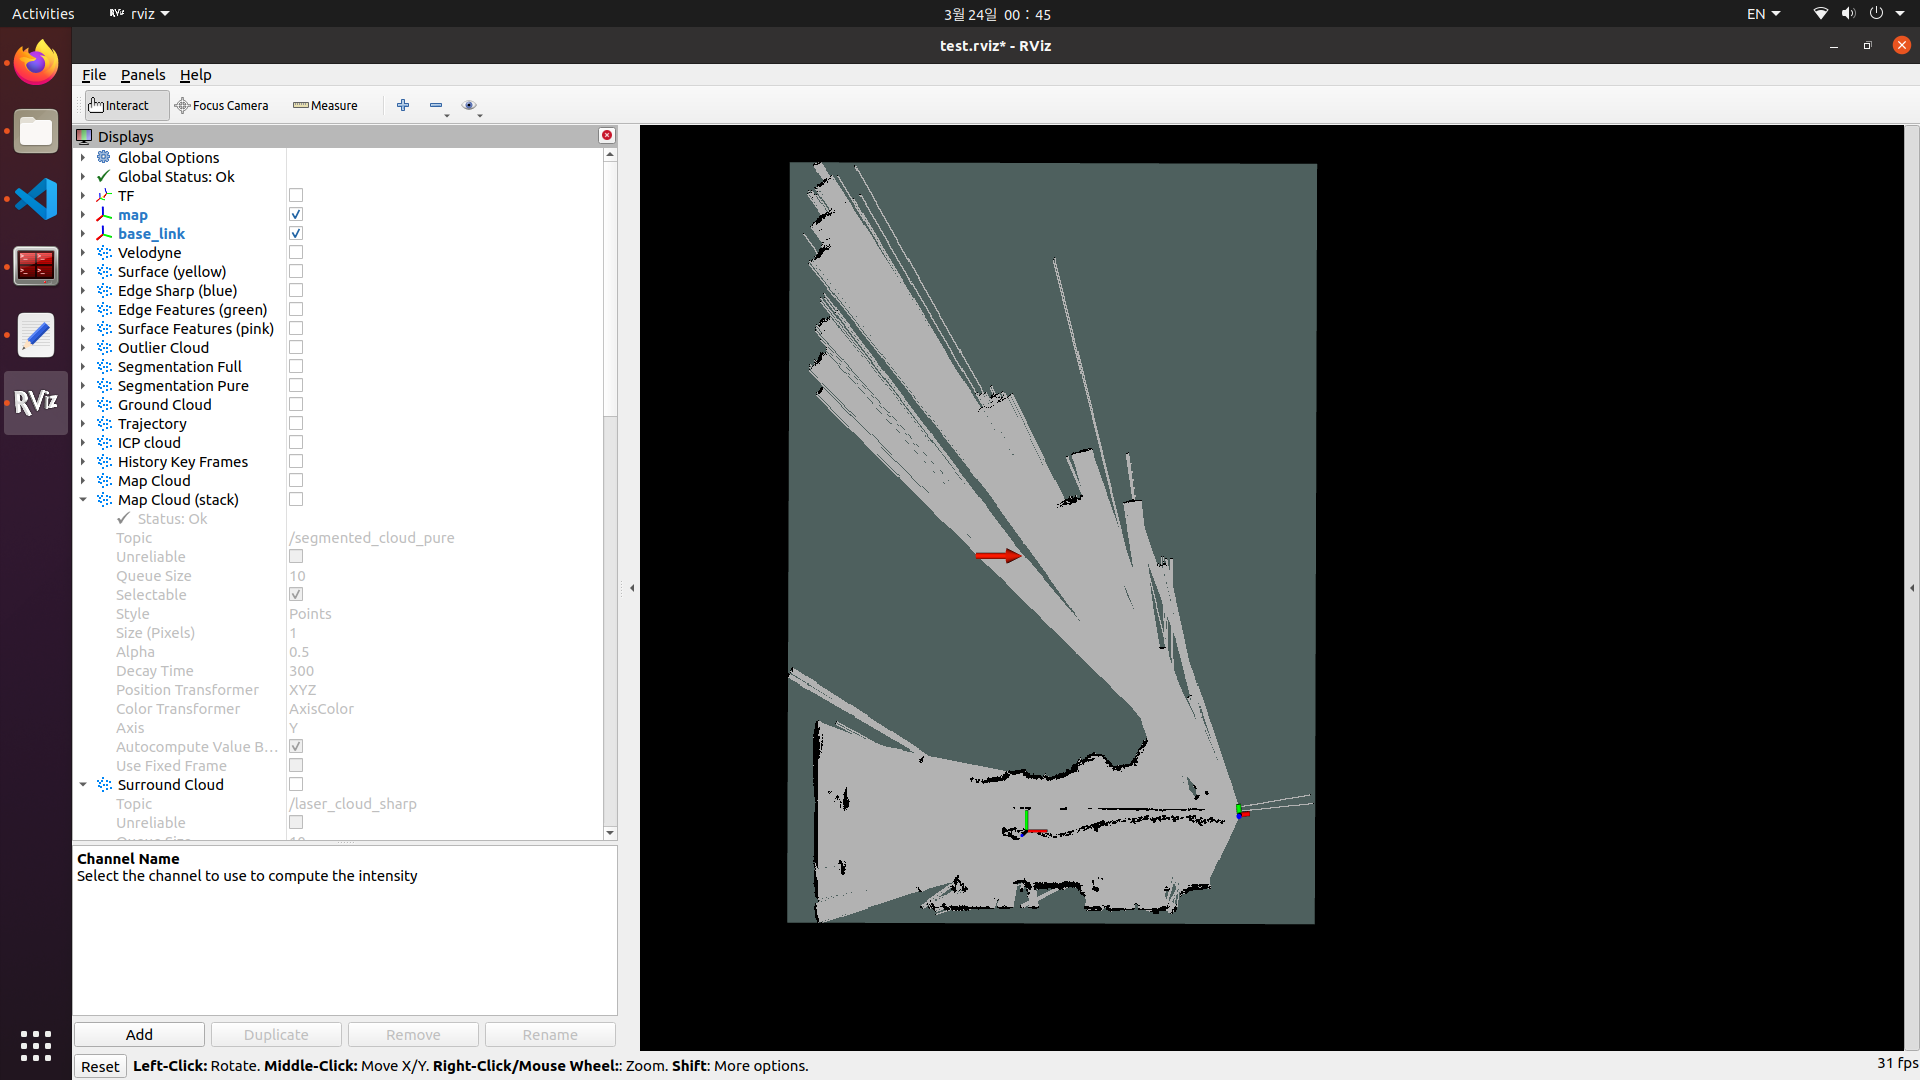 Activities
rviz
3월 24일 00 : 45
EN
test.rviz* - RViz
File Panels Help
Interact
Focus Camera
Measure
Displays
Global Options
Global Status: Ok
TF
map
base_link
Velodyne
Surface (yellow)
Edge Sharp (blue)
Edge Features (green)
Surface Features (pink)
Outlier Cloud
Segmentation Full
Segmentation Pure
Ground Cloud
Trajectory
ICP cloud
History Key Frames
Map Cloud
Map Cloud (stack)
Status: Ok
Topic /segmented_cloud_pure
Unreliable
Queue Size 10
Selectable
Style Points
Size (Pixels) 1
Alpha 0.5
Decay Time 300
Position Transformer XYZ
Color Transformer AxisColor
Axis Y
Autocompute Value B...
Use Fixed Frame
Surround Cloud
Topic /laser_cloud_sharp
Unreliable
Queue Size 10
Channel Name
Select the channel to use to compute the intensity
Add Duplicate Remove Rename
Reset Left-Click: Rotate. Middle-Click: Move X/Y. Right-Click/Mouse Wheel:: Zoom. Shift: More options.
31 fps
RViz